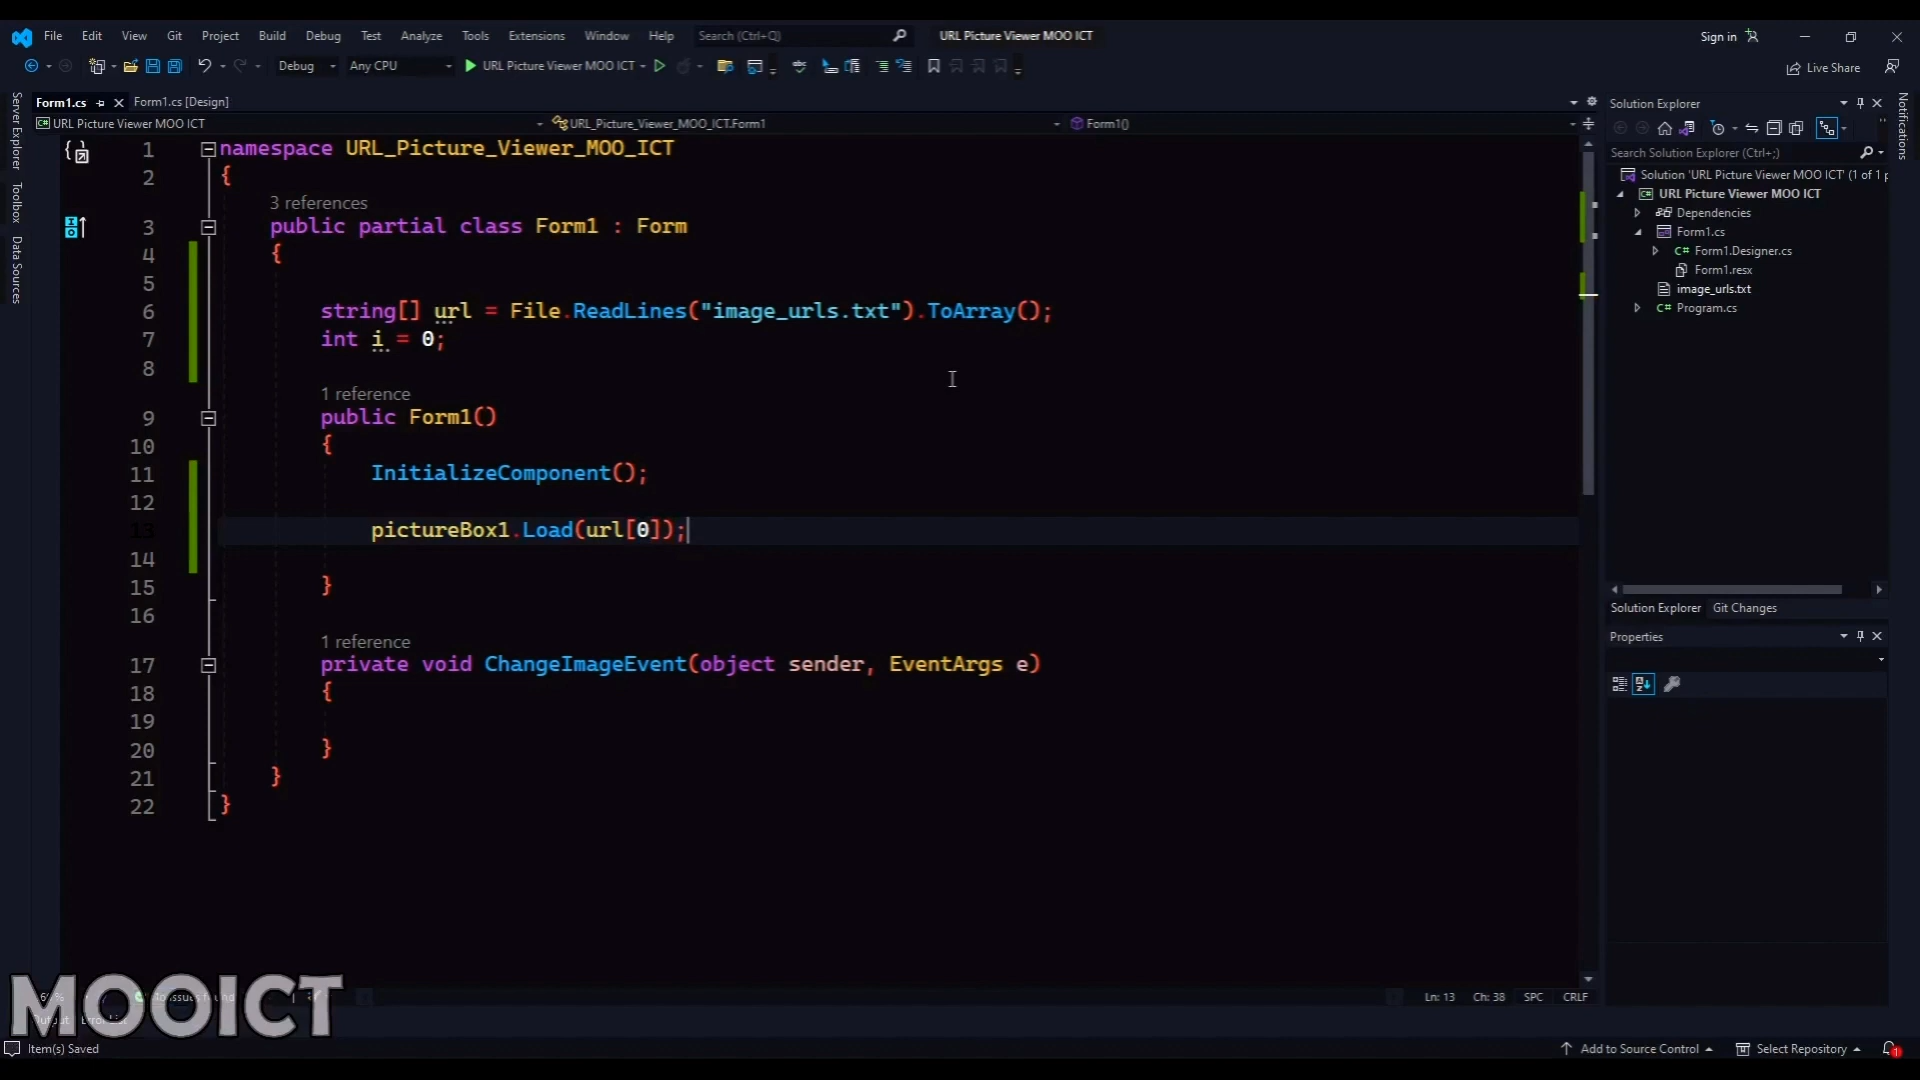 File Edit View Git Project Build Debug Test Analyze Tools Extensions Window Help Search (Ctrl+Q) URL Picture Viewer MOO ICT Sign in
Debug Any CPU URL Picture Viewer MOO ICT Live Share
Server Explorer
Toolbox
Data Sources
Form1.cs Form1.cs [Design]
URL Picture Viewer MOO ICT URL_Picture_Viewer_MOO_ICT.Form1 Form1()
1 namespace URL_Picture_Viewer_MOO_ICT
2 {
3 references
3 public partial class Form1 : Form
4 {
5
6 string[] url = File.ReadLines("image_urls.txt").ToArray();
7 int i = 0;
8
1 reference
9 public Form1()
10 {
11 InitializeComponent();
12
13 pictureBox1.Load(url[0]);
14
15 }
16
1 reference
17 private void ChangeImageEvent(object sender, EventArgs e)
18 {
19
20 }
21 }
22 }
Solution Explorer
Search Solution Explorer (Ctrl+;)
Solution 'URL Picture Viewer MOO ICT' (1 of 1 p
URL Picture Viewer MOO ICT
Dependencies
Form1.cs
C# Form1.Designer.cs
Form1.resx
image_urls.txt
C# Program.cs
Solution Explorer Git Changes
Properties
Notifications
MOOICT
Ln: 13 Ch: 38 SPC CRLF
Item(s) Saved Add to Source Control Select Repository 1